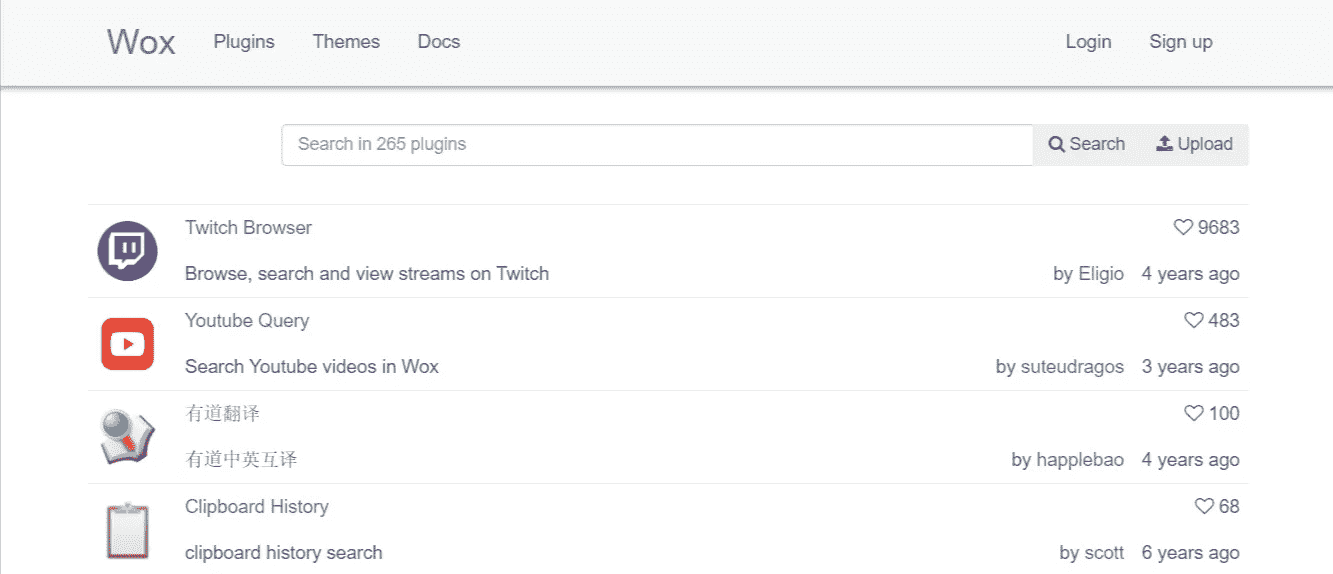 Wox Plugins Themes Docs Login Sign up
Search in 265 plugins Search Upload
Twitch Browser 9683
Browse, search and view streams on Twitch by Eligio 4 years ago
Youtube Query 483
Search Youtube videos in Wox by suteudragos 3 years ago
有道翻译 100
有道中英互译 by happlebao 4 years ago
Clipboard History 68
clipboard history search by scott 6 years ago